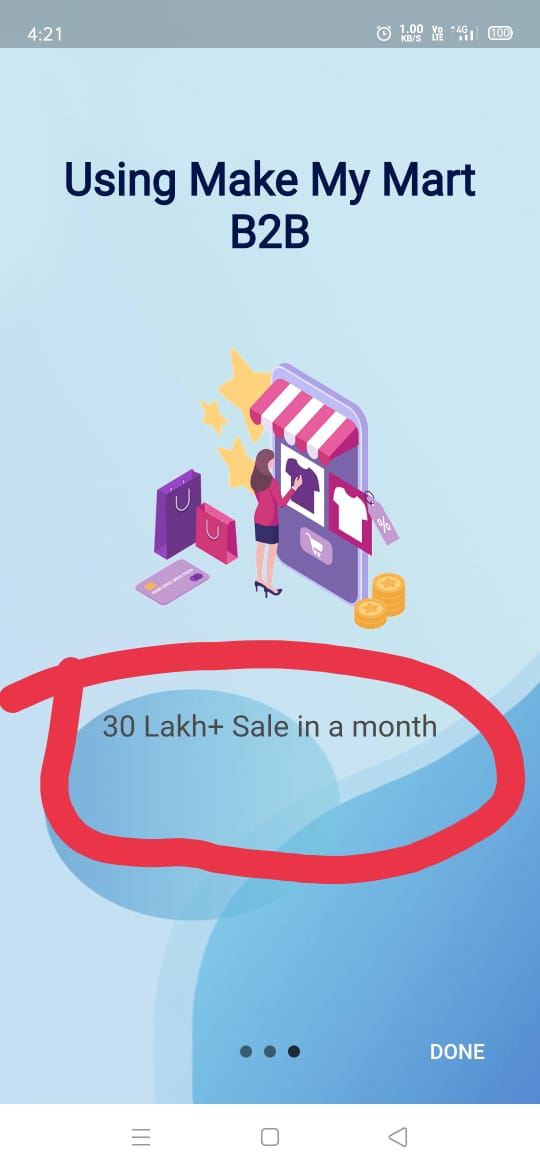 4:21
1.00
KB/S
Vo
LTE
4G
100
Using Make My Mart
B2B
%
30 Lakh+ Sale in a month
DONE